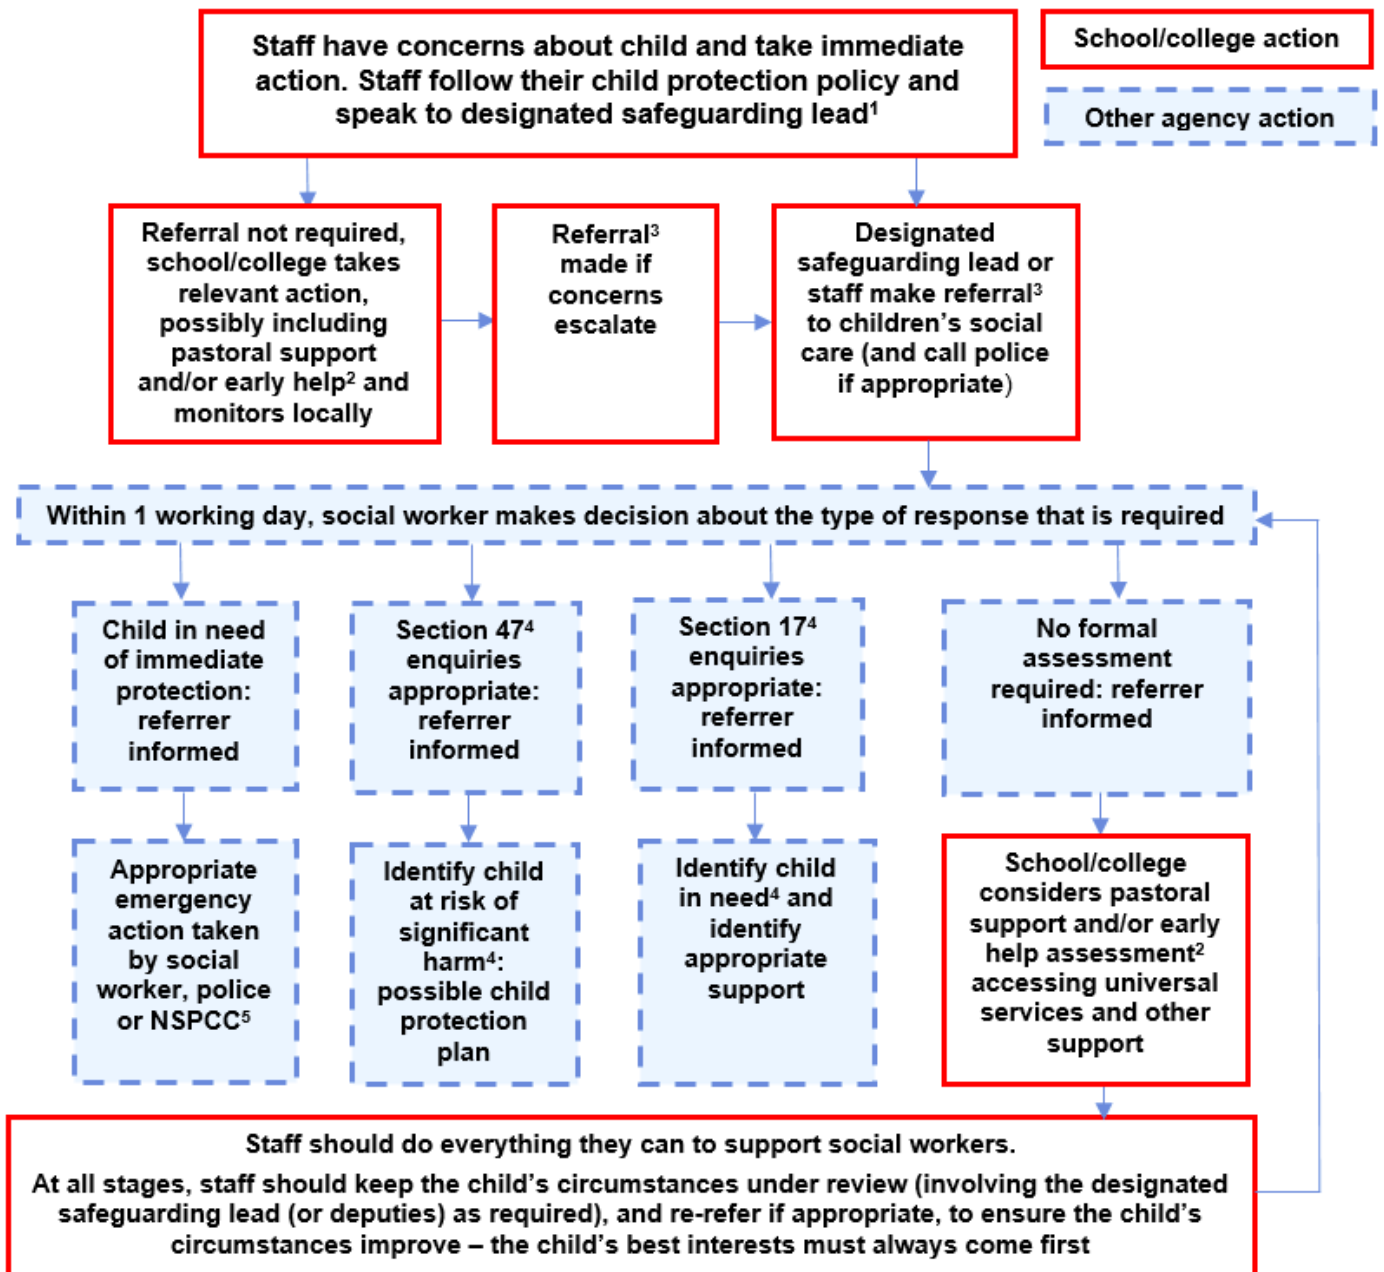 Staff have concerns about child and take immediate
action. Staff follow their child protection policy and
speak to designated safeguarding lead¹
School/college action
Other agency action
Referral not required,
school/college takes
relevant action,
possibly including
pastoral support
and/or early help² and
monitors locally
Referral³
made if
concerns
escalate
Designated
safeguarding lead or
staff make referral³
to children’s social
care (and call police
if appropriate)
Within 1 working day, social worker makes decision about the type of response that is required
Child in need
of immediate
protection:
referrer
informed
Section 47⁴
enquiries
appropriate:
referrer
informed
Section 17⁴
enquiries
appropriate:
referrer
informed
No formal
assessment
required: referrer
informed
Appropriate
emergency
action taken
by social
worker, police
or NSPCC⁵
Identify child
at risk of
significant
harm⁴:
possible child
protection
plan
Identify child
in need⁴ and
identify
appropriate
support
School/college
considers pastoral
support and/or early
help assessment²
accessing universal
services and other
support
Staff should do everything they can to support social workers.
At all stages, staff should keep the child’s circumstances under review (involving the designated
safeguarding lead (or deputies) as required), and re-refer if appropriate, to ensure the child’s
circumstances improve – the child’s best interests must always come first